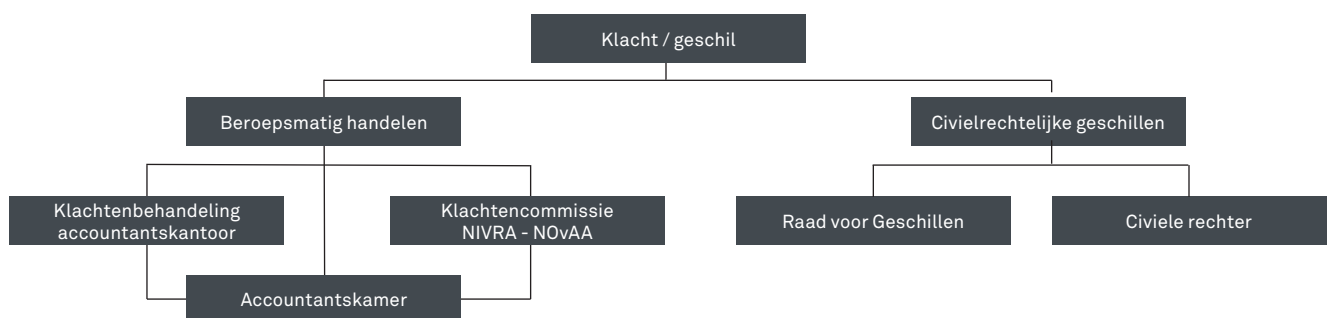 Klacht / geschil
Beroepsmatig handelen
Civielrechtelijke geschillen
Klachtenbehandeling
accountantskantoor
Klachtencommissie
NIVRA - NOvAA
Raad voor Geschillen
Civiele rechter
Accountantskamer